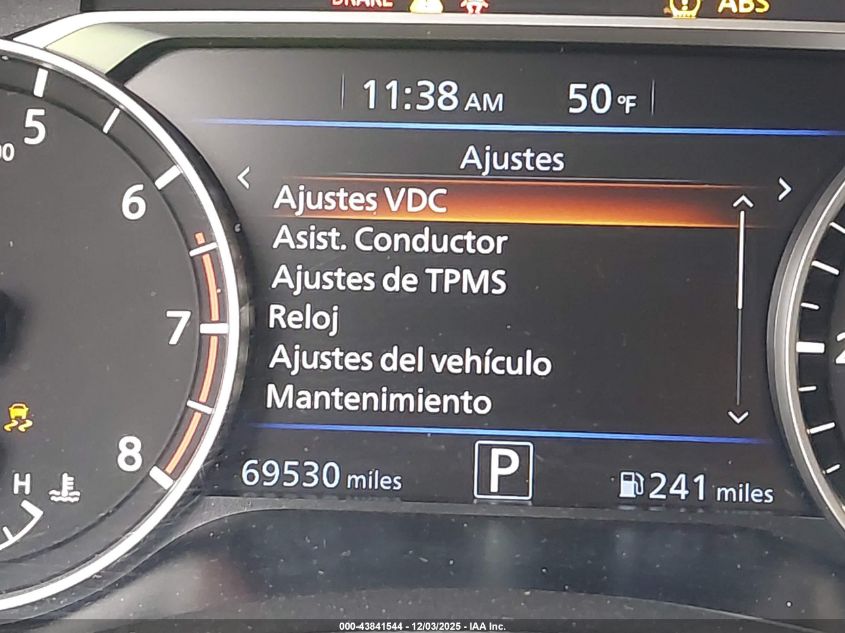 BRAKE
ABS
11:38 AM 50 °F
Ajustes
Ajustes VDC
Asist. Conductor
Ajustes de TPMS
Reloj
Ajustes del vehículo
Mantenimiento
69530 miles P 241 miles
5
6
7
8
H
000-43841544 - 12/03/2025 - IAA Inc.